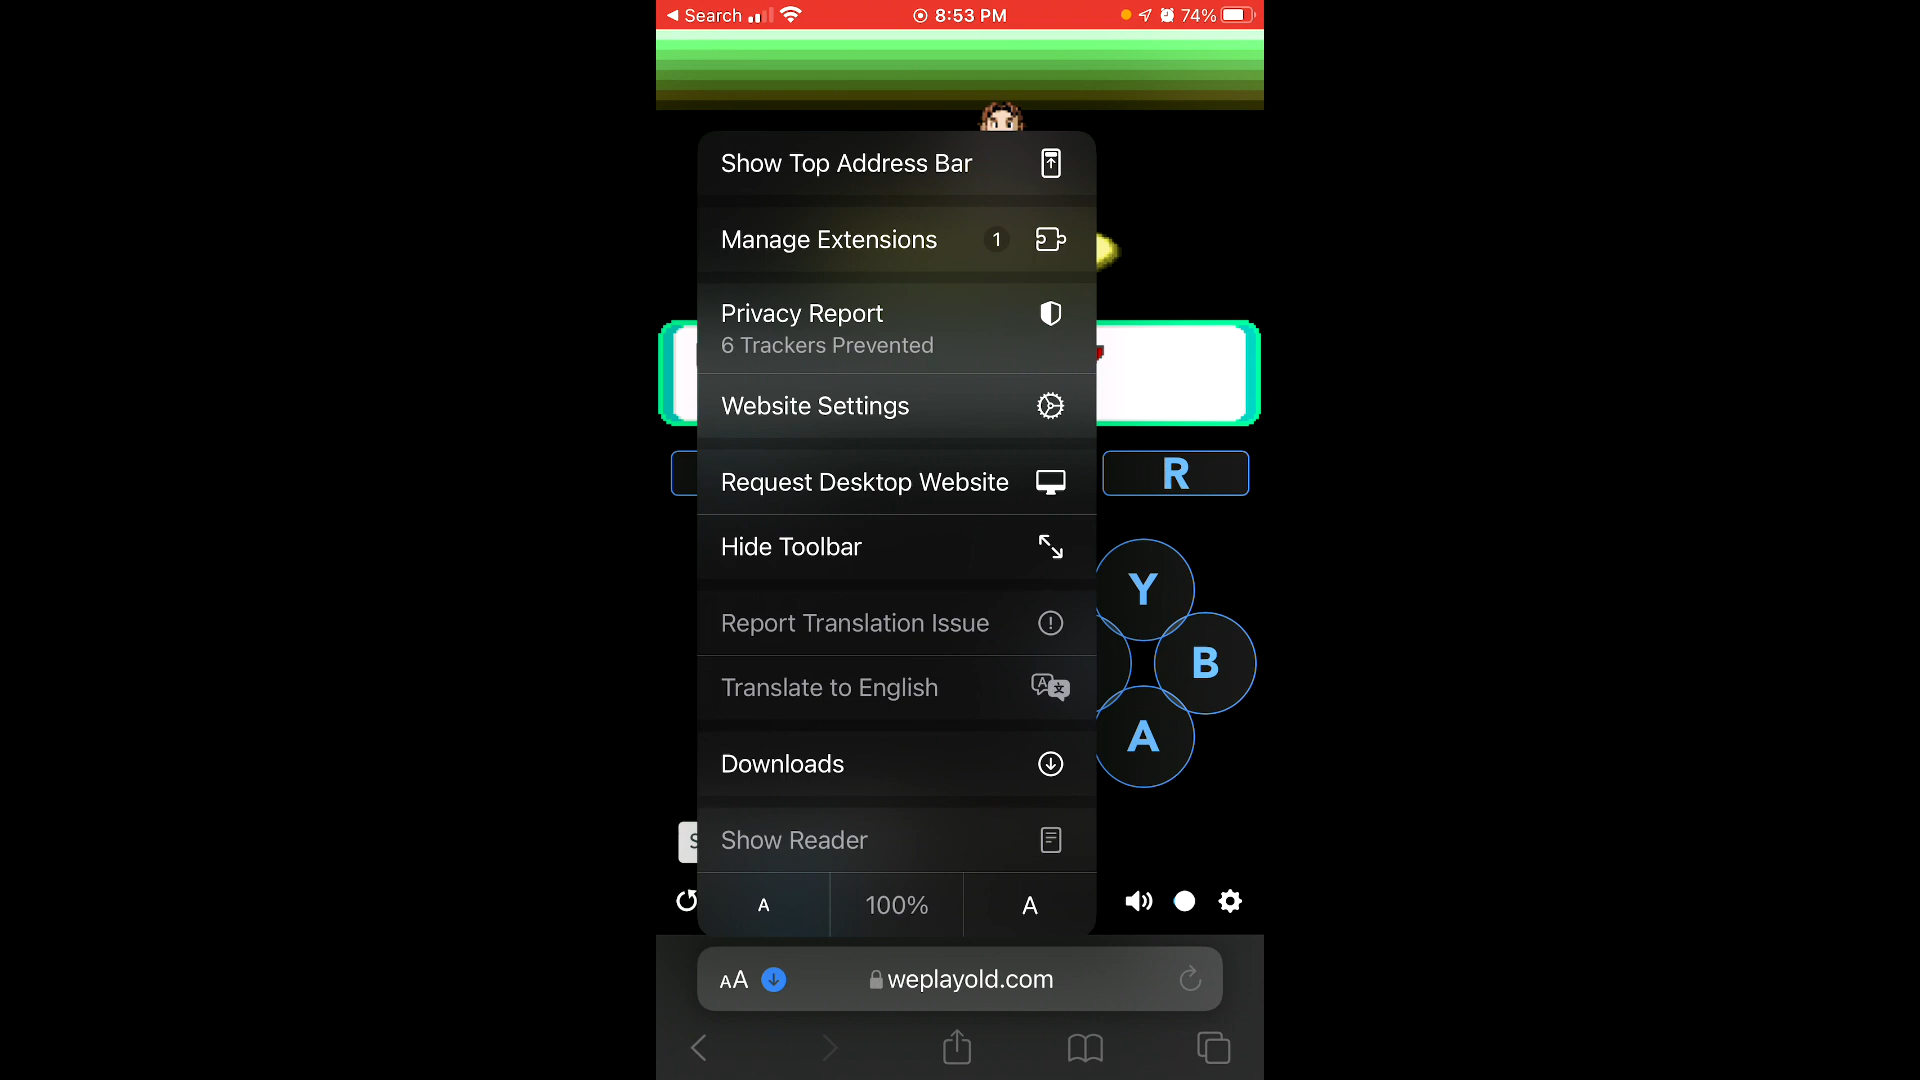 Search
8:53 PM
74%
Show Top Address Bar
Manage Extensions 1
Privacy Report
6 Trackers Prevented
Website Settings
R
Request Desktop Website
Hide Toolbar
Y
Report Translation Issue
B
Translate to English
A
Downloads
S
Show Reader
A 100% A
AA weplayold.com